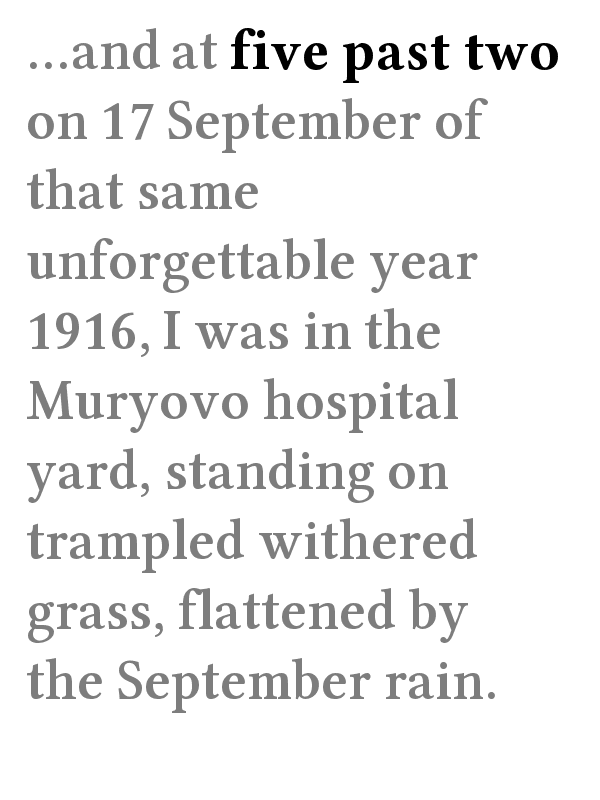 ...and at five past two
on 17 September of
that same
unforgettable year
1916, I was in the
Muryovo hospital
yard, standing on
trampled withered
grass, flattened by
the September rain.